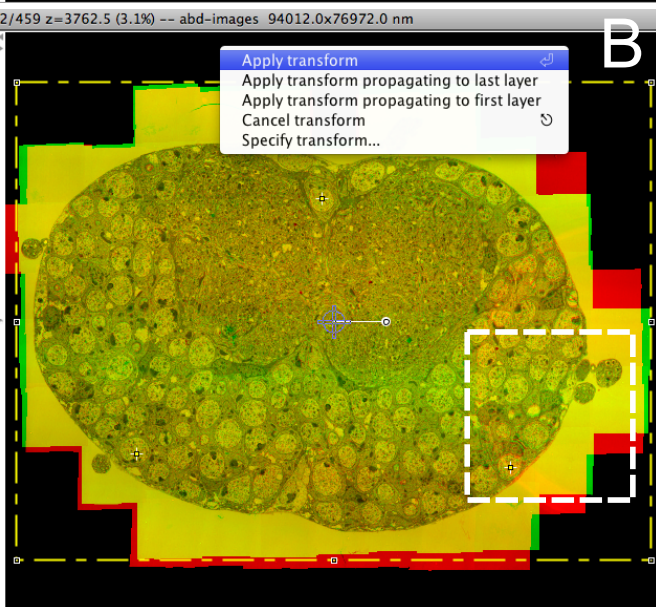 2/459 z=3762.5 (3.1%) -- abd-images 94012.0x76972.0 nm
B
Apply transform
Apply transform propagating to last layer
Apply transform propagating to first layer
Cancel transform
Specify transform...